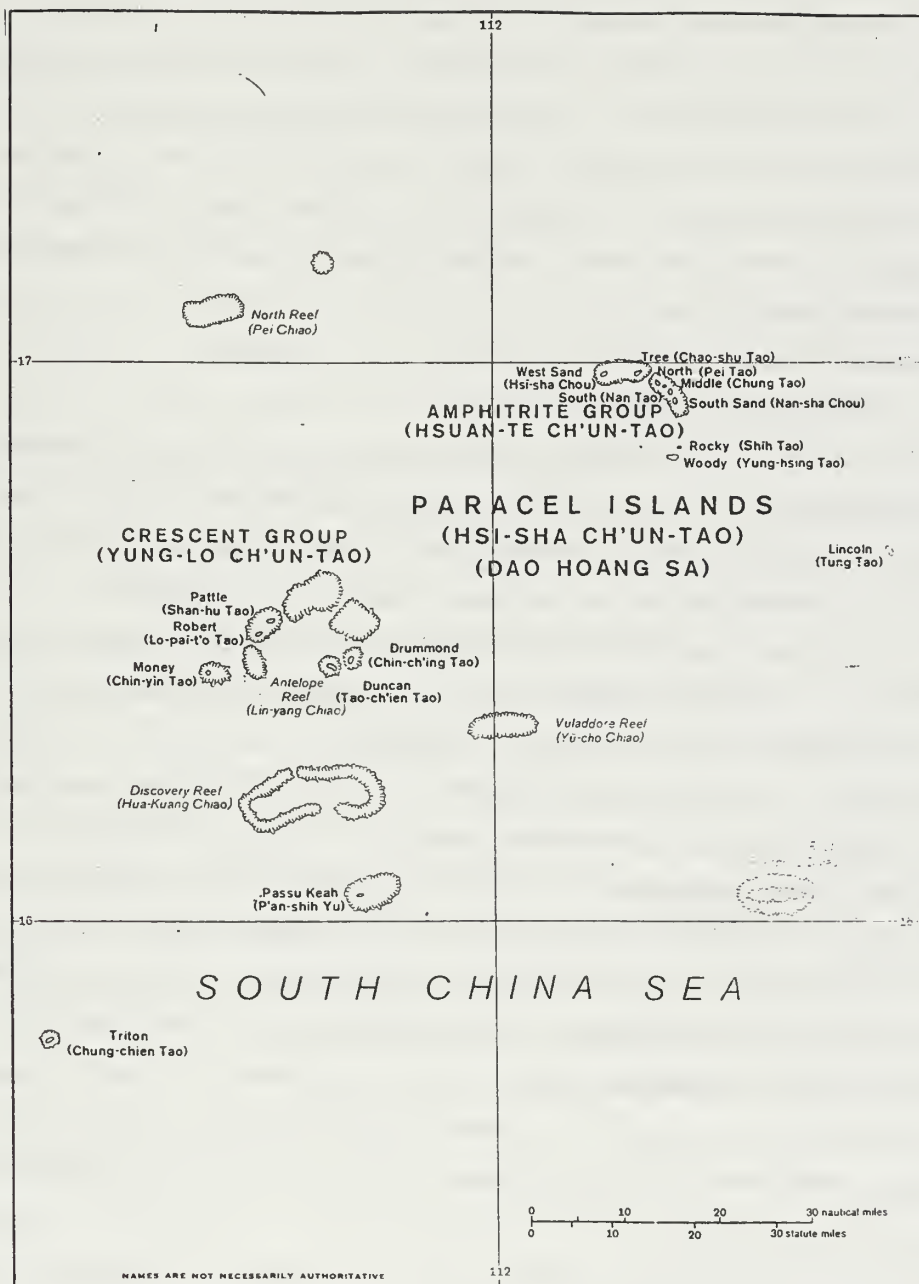 112
North Reef
(Pei Chiao)
17
Tree (Chao-shu Tao)
West Sand
(Hsi-sha Chou)
North (Pei Tao)
Middle (Chung Tao)
South (Nan Tao)
South Sand (Nan-sha Chou)
AMPHITRITE GROUP
(HSUAN-TE CH'UN-TAO)
Rocky (Shih Tao)
Woody (Yung-hsing Tao)
PARACEL ISLANDS
(HSI-SHA CH'UN-TAO)
(DAO HOANG SA)
CRESCENT GROUP
(YUNG-LO CH'UN-TAO)
Lincoln
(Tung Tao)
Pattle
(Shan-hu Tao)
Robert
(Lo-pai-t'o Tao)
Money
(Chin-yin Tao)
Antelope
Reef
(Lin-yang Chiao)
Drummond
(Chin-ch'ing Tao)
Duncan
(Tao-ch'ien Tao)
Vuladdore Reef
(Yü-cho Chiao)
Discovery Reef
(Hua-Kuang Chiao)
Passu Keah
(P'an-shih Yu)
16
16
SOUTH CHINA SEA
Triton
(Chung-chien Tao)
0 10 20 30 nautical miles
0 10 20 30 statute miles
NAMES ARE NOT NECESSARILY AUTHORITATIVE
112